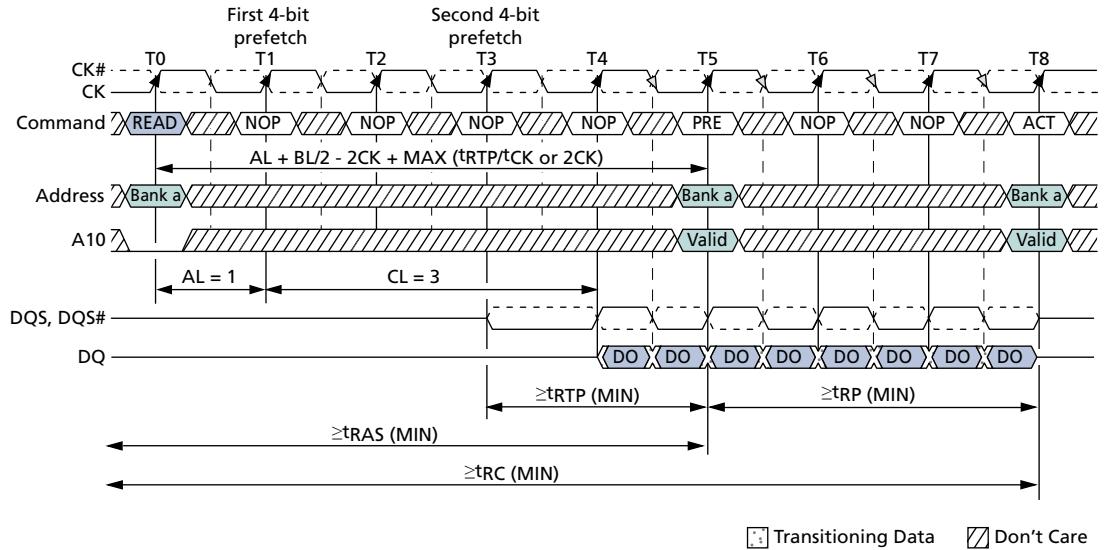 First 4-bit prefetch
Second 4-bit prefetch
T0 T1 T2 T3 T4 T5 T6 T7 T8
CK#
CK
Command READ NOP NOP NOP NOP PRE NOP NOP ACT
AL + BL/2 - 2CK + MAX (tRTP/tCK or 2CK)
Address Bank a Bank a Bank a
A10 Valid Valid
AL = 1 CL = 3
DQS, DQS#
DQ DO DO DO DO DO DO DO DO
≥tRTP (MIN) ≥tRP (MIN)
≥tRAS (MIN)
≥tRC (MIN)
Transitioning Data Don't Care